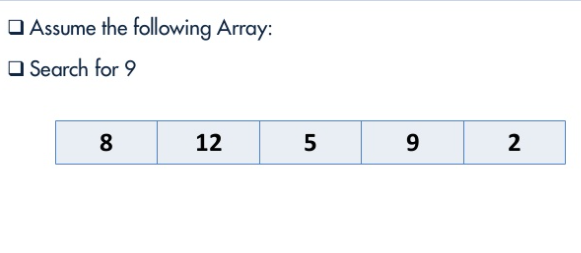 ❑ Assume the following Array:
❑ Search for 9
8 12 5 9 2